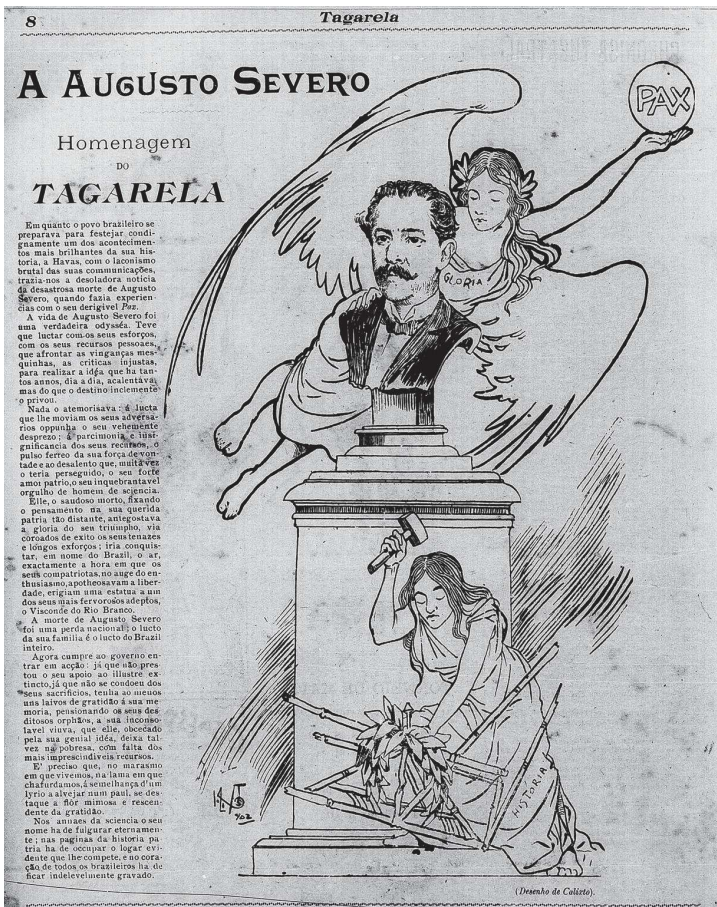 8
Tagarela
A AUGUSTO SEVERO
Homenagem
DO
TAGARELA
Em quanto o povo brazileiro se
preparava para festejar condi-
gnamente um dos acontecimen-
tos mais brilhantes da sua his-
toria, a Havas, com o laconismo
brutal das suas communicações,
trazia-nos a desoladora noticia
da desastrosa morte de Augusto
Severo, quando fazia experien-
cias com o seu derigivel Pax.
A vida de Augusto Severo foi
uma verdadeira odysséa. Teve
que luctar com os seus esforços,
com os seus recursos pessoaes,
que afrontar as vinganças mes-
quinhas, as criticas injustas,
para realizar a idéa que ha tan-
tos annos, dia a dia, acalentáva
mas do que o destino inclemente
o privou.
Nada o atemorisava: á lucta
que lhe moviam os seus adversa-
rios oppunha o seu vehemente
desprezo; á parcimonia e insi-
gnificancia dos seus recursos, o
pulso ferreo da sua força de von-
tade e ao desalento que, muita vez
o teria perseguido, o seu forte
amor patrio, o seu inquebrantavel
orgulho de homem de sciencia.
Elle, o saudoso morto, fixando
o pensamento na sua querida
patria tão distante, antegostava
a gloria do seu triumpho, via
coroados de exito os seus tenazes
e longos exforços; iria conquis-
tar, em nome do Brazil, o ar,
exactamente a hora em que os
seus compatriotas, no auge do en-
thusiasmo, apotheosavam a liber-
dade, erigiam uma estatua a um
dos seus mais fervorosos adeptos,
o Visconde do Rio Branco.
A morte de Augusto Severo
foi uma perda nacional; o lucto
da sua familia é o lucto do Brazil
inteiro.
Agora cumpre ao governo en-
trar em acção: já que não pres-
tou o seu apoio ao illustre ex-
tincto, já que não se condoeu dos
seus sacrificios, tenha ao menos
uns laivos de gratidão á sua me-
moria, pensionando os seus des-
ditosos orphãos, a sua inconso-
lavel viuva, que elle, obcecado
pela sua genial idéa, deixa tal-
vez na pobresa, com falta dos
mais imprescindiveis recursos.
E' preciso que, no marasmo
em que vivemos, na lama em que
chafurdamos, á semelhança d'um
lyrio a alvejar num paul, se des-
taque a flôr mimosa e rescen-
dente da gratidão.
Nos annaes da sciencia o seu
nome ha de fulgurar eternamen-
te; nas paginas da historia pa-
tria ha de occupar o logar evi-
dente que lhe compete, e no cora-
ção de todos os brazileiros ha de
ficar indelevelmente gravado.
PAX
GLORIA
HISTORIA
902
(Desenho de Calixto).